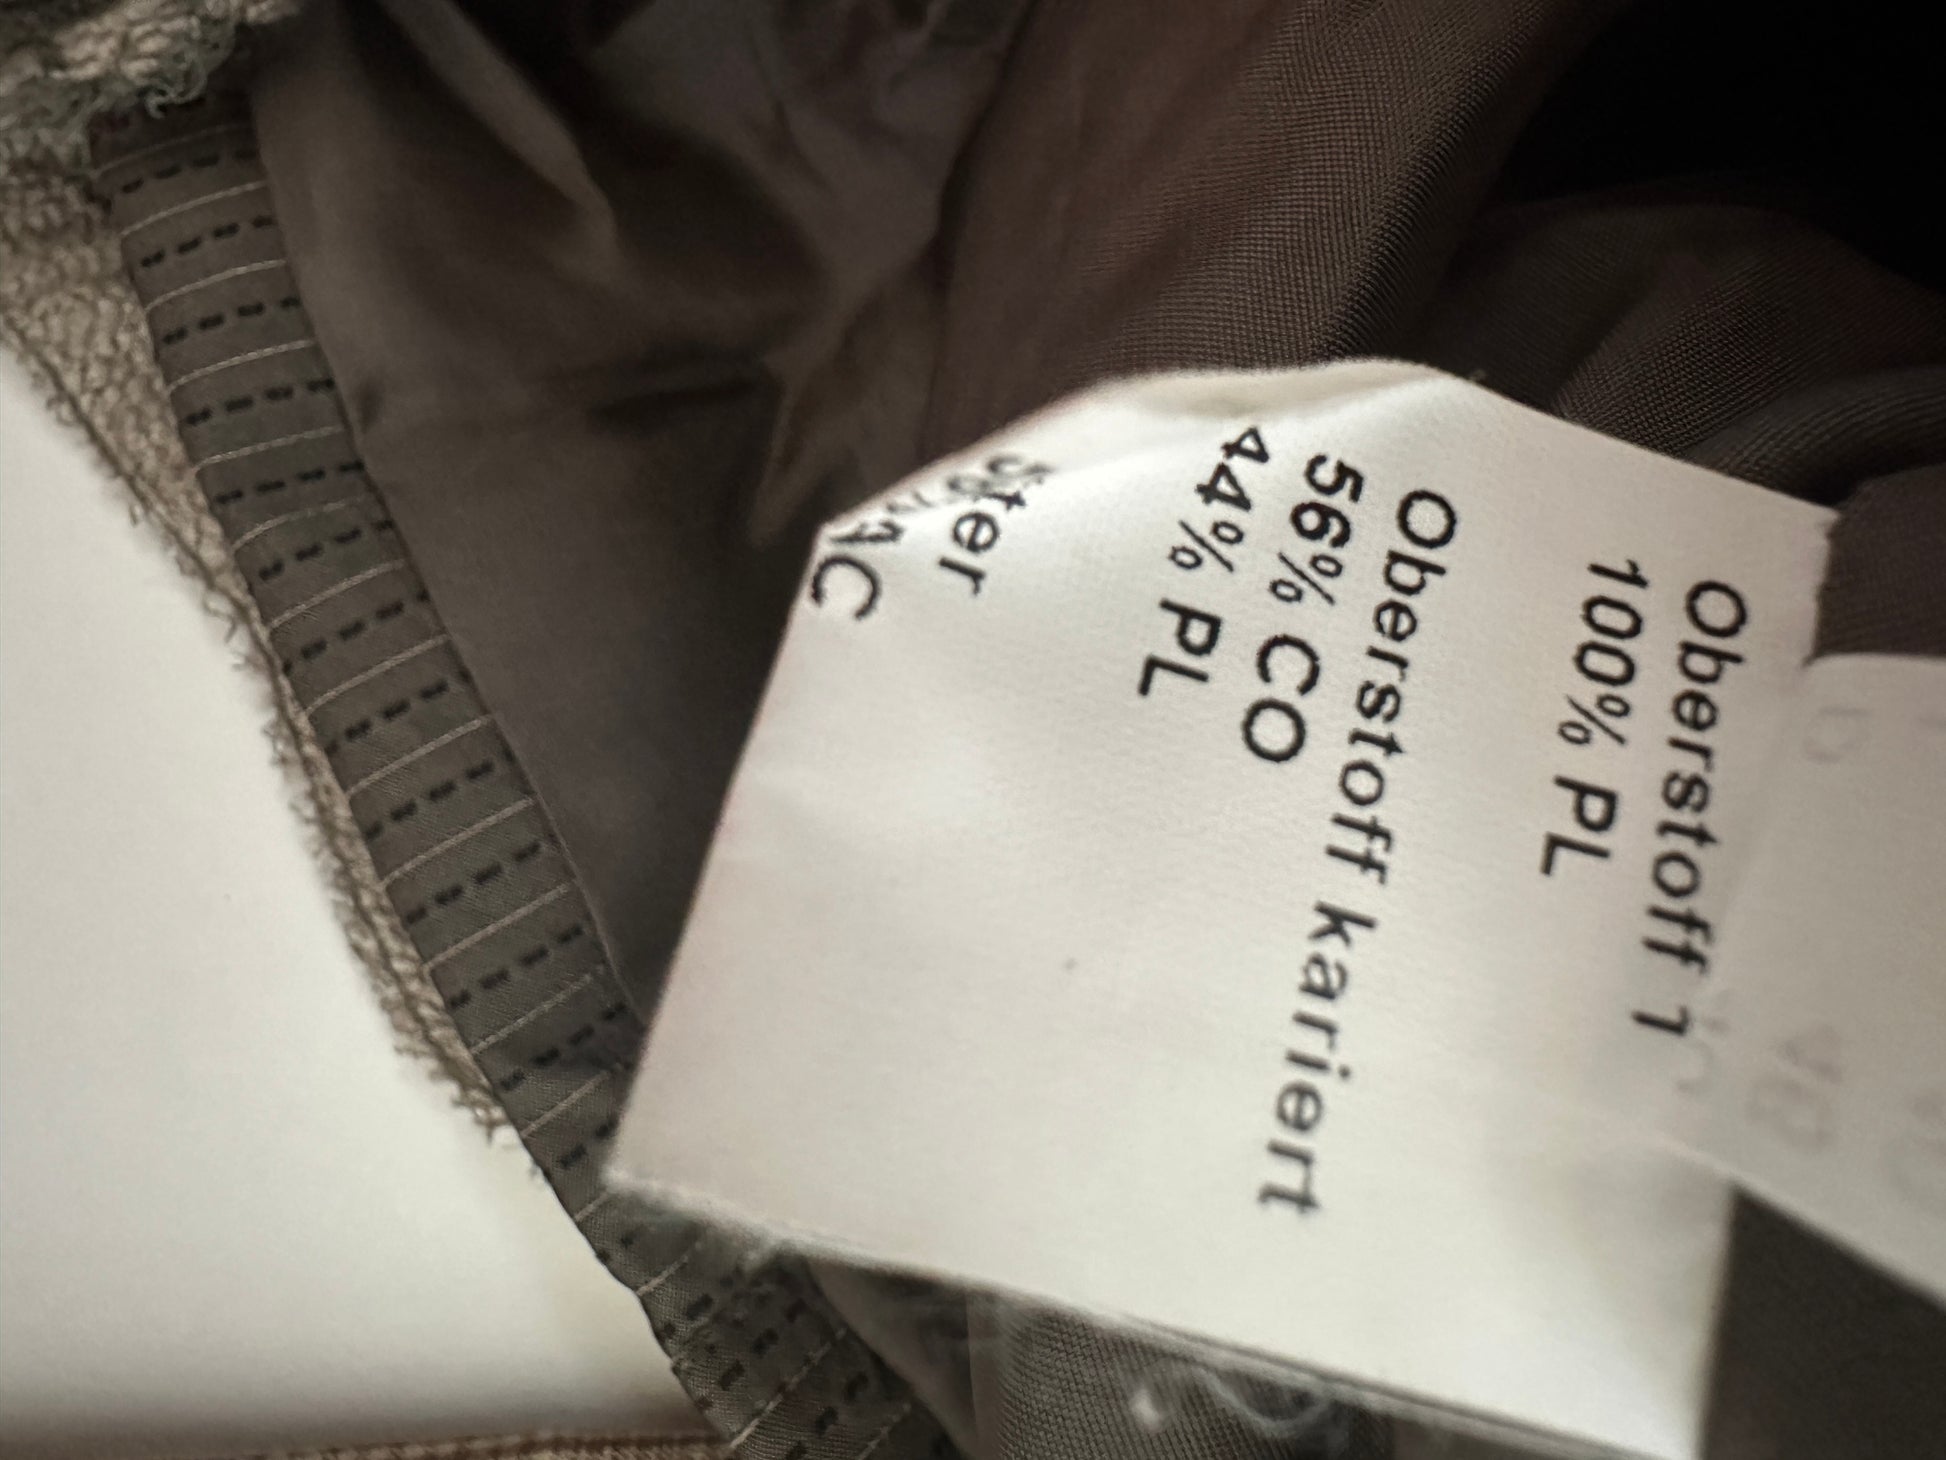 Oberstoff 1
100% PL
Oberstoff kariert
56% CO
44% PL